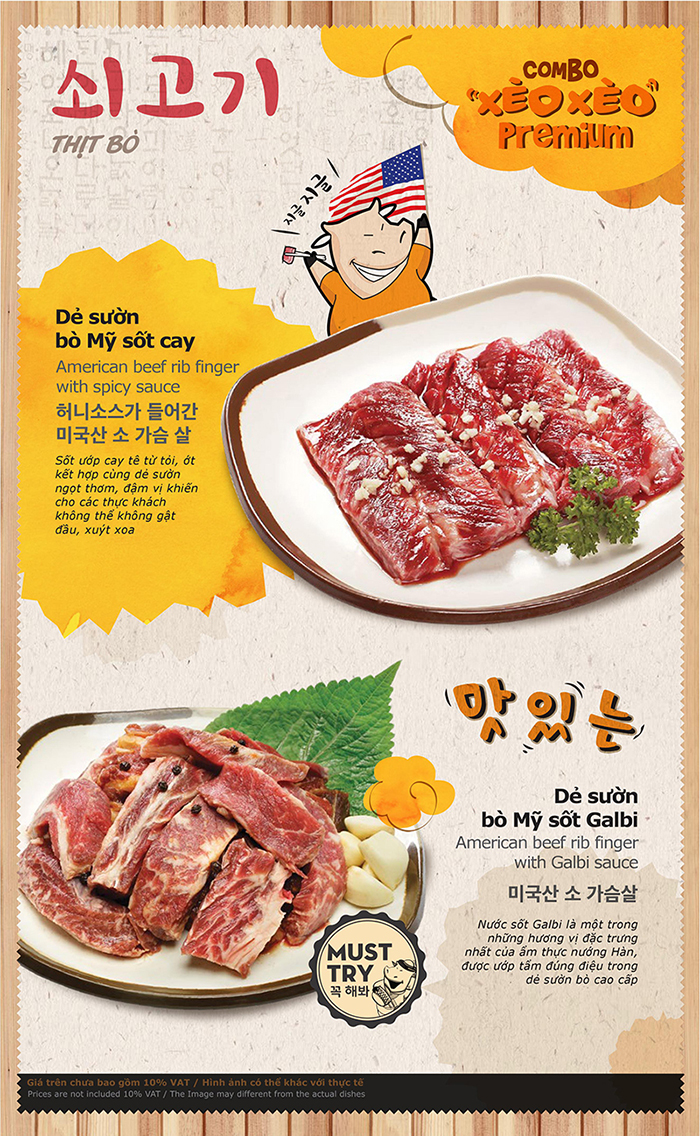 쇠고기
THỊT BÒ
COMBO
"XÈO XÈO"
PREMIUM
지글 지글
Dẻ sườn
bò Mỹ sốt cay
American beef rib finger
with spicy sauce
허니소스가 들어간
미국산 소 가슴 살
Sốt ướp cay tê từ tỏi, ớt
kết hợp cùng dẻ sườn
ngọt thơm, đậm vị khiến
cho các thực khách
không thể không gật
đầu, xuýt xoa
맛있는
Dẻ sườn
bò Mỹ sốt Galbi
American beef rib finger
with Galbi sauce
미국산 소 가슴살
Nước sốt Galbi là một trong
những hương vị đặc trưng
nhất của ẩm thực nướng Hàn,
được ướp tẩm đúng điệu trong
dẻ sườn bò cao cấp
MUST
TRY
꼭 해봐
Giá trên chưa bao gồm 10% VAT / Hình ảnh có thể khác với thực tế
Prices are not included 10% VAT / The Image may different from the actual dishes